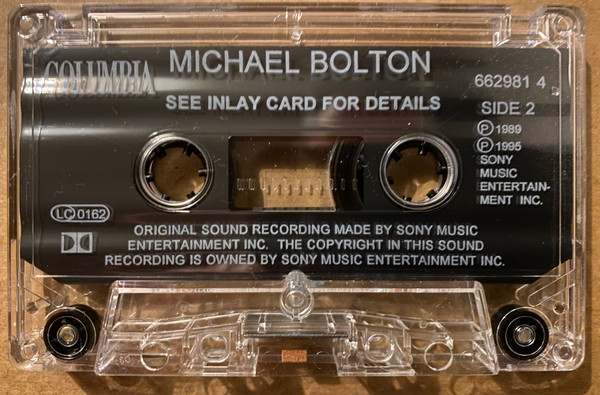 COLUMBIA
MICHAEL BOLTON
662981 4
SEE INLAY CARD FOR DETAILS
SIDE 2
℗ 1989
℗ 1995
SONY
MUSIC
ENTERTAIN-
MENT INC.
LC 0162
ORIGINAL SOUND RECORDING MADE BY SONY MUSIC
ENTERTAINMENT INC. THE COPYRIGHT IN THIS SOUND
RECORDING IS OWNED BY SONY MUSIC ENTERTAINMENT INC.